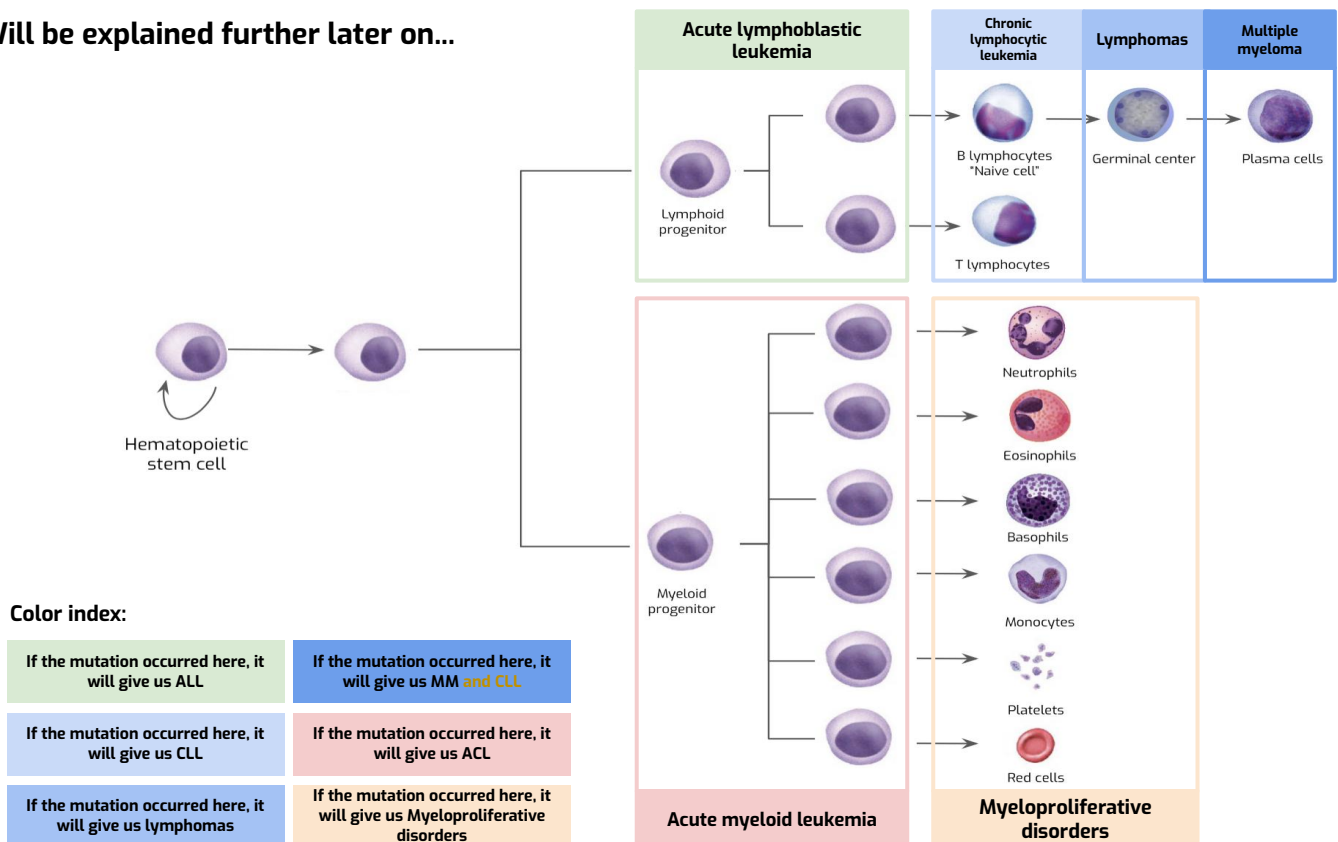 ill be explained further later on...
Acute lymphoblastic
leukemia
Chronic
lymphocytic
leukemia
Lymphomas
Multiple
myeloma
Lymphoid
progenitor
B lymphocytes
"Naive cell"
Germinal center
Plasma cells
T lymphocytes
Hematopoietic
stem cell
Myeloid
progenitor
Neutrophils
Eosinophils
Basophils
Monocytes
Platelets
Red cells
Acute myeloid leukemia
Myeloproliferative
disorders
Color index:
If the mutation occurred here, it
will give us ALL
If the mutation occurred here, it
will give us MM and CLL
If the mutation occurred here, it
will give us CLL
If the mutation occurred here, it
will give us ACL
If the mutation occurred here, it
will give us lymphomas
If the mutation occurred here, it
will give us Myeloproliferative
disorders